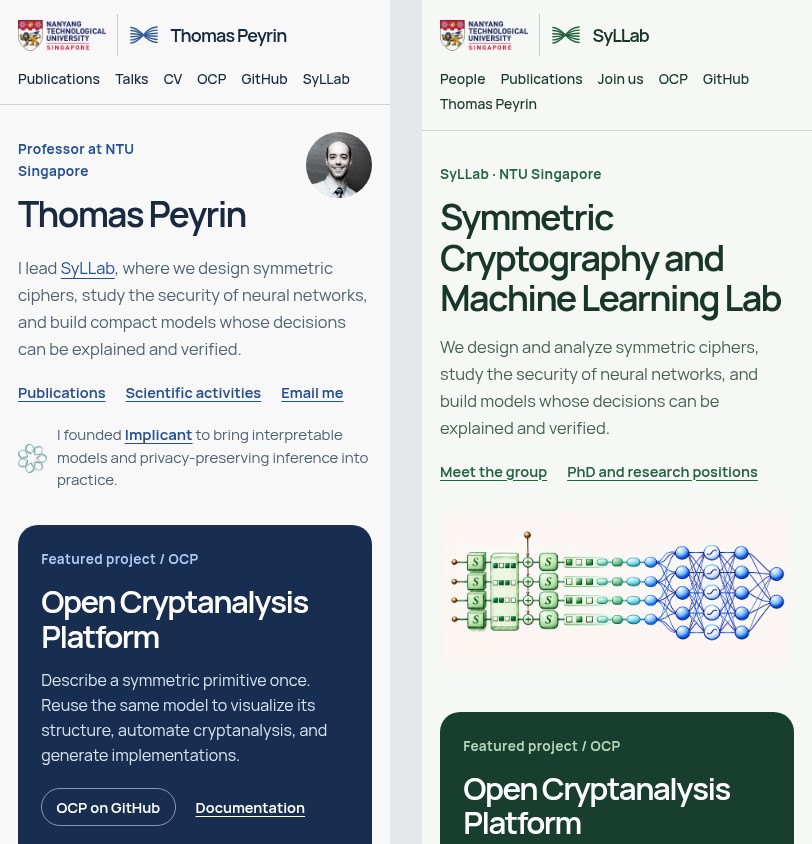 NANYANG
TECHNOLOGICAL
UNIVERSITY
SINGAPORE
Thomas Peyrin
Publications Talks CV OCP GitHub SyLLab
Professor at NTU
Singapore
Thomas Peyrin
I lead SyLLab, where we design symmetric
ciphers, study the security of neural networks,
and build compact models whose decisions
can be explained and verified.
Publications Scientific activities Email me
I founded Implicant to bring interpretable
models and privacy-preserving inference into
practice.
Featured project / OCP
Open Cryptanalysis
Platform
Describe a symmetric primitive once.
Reuse the same model to visualize its
structure, automate cryptanalysis, and
generate implementations.
OCP on GitHub Documentation
NANYANG
TECHNOLOGICAL
UNIVERSITY
SINGAPORE
SyLLab
People Publications Join us OCP GitHub
Thomas Peyrin
SyLLab · NTU Singapore
Symmetric
Cryptography and
Machine Learning Lab
We design and analyze symmetric ciphers,
study the security of neural networks, and
build models whose decisions can be
explained and verified.
Meet the group PhD and research positions
S S
S S
S S
S S
Featured project / OCP
Open Cryptanalysis
Platform